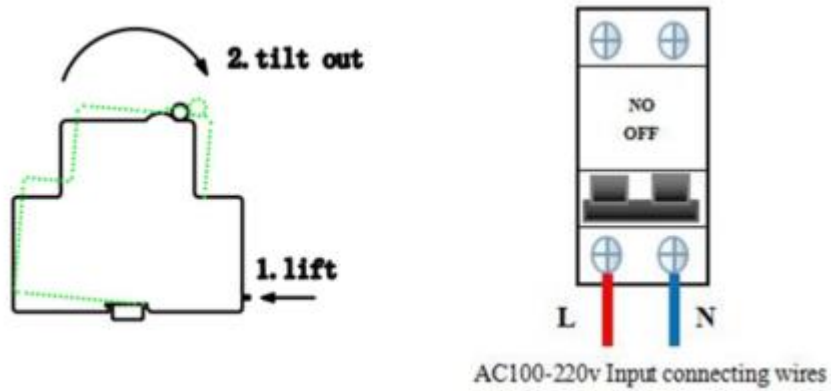 2. tilt out
1. lift
NO
OFF
L
N
AC100-220v Input connecting wires